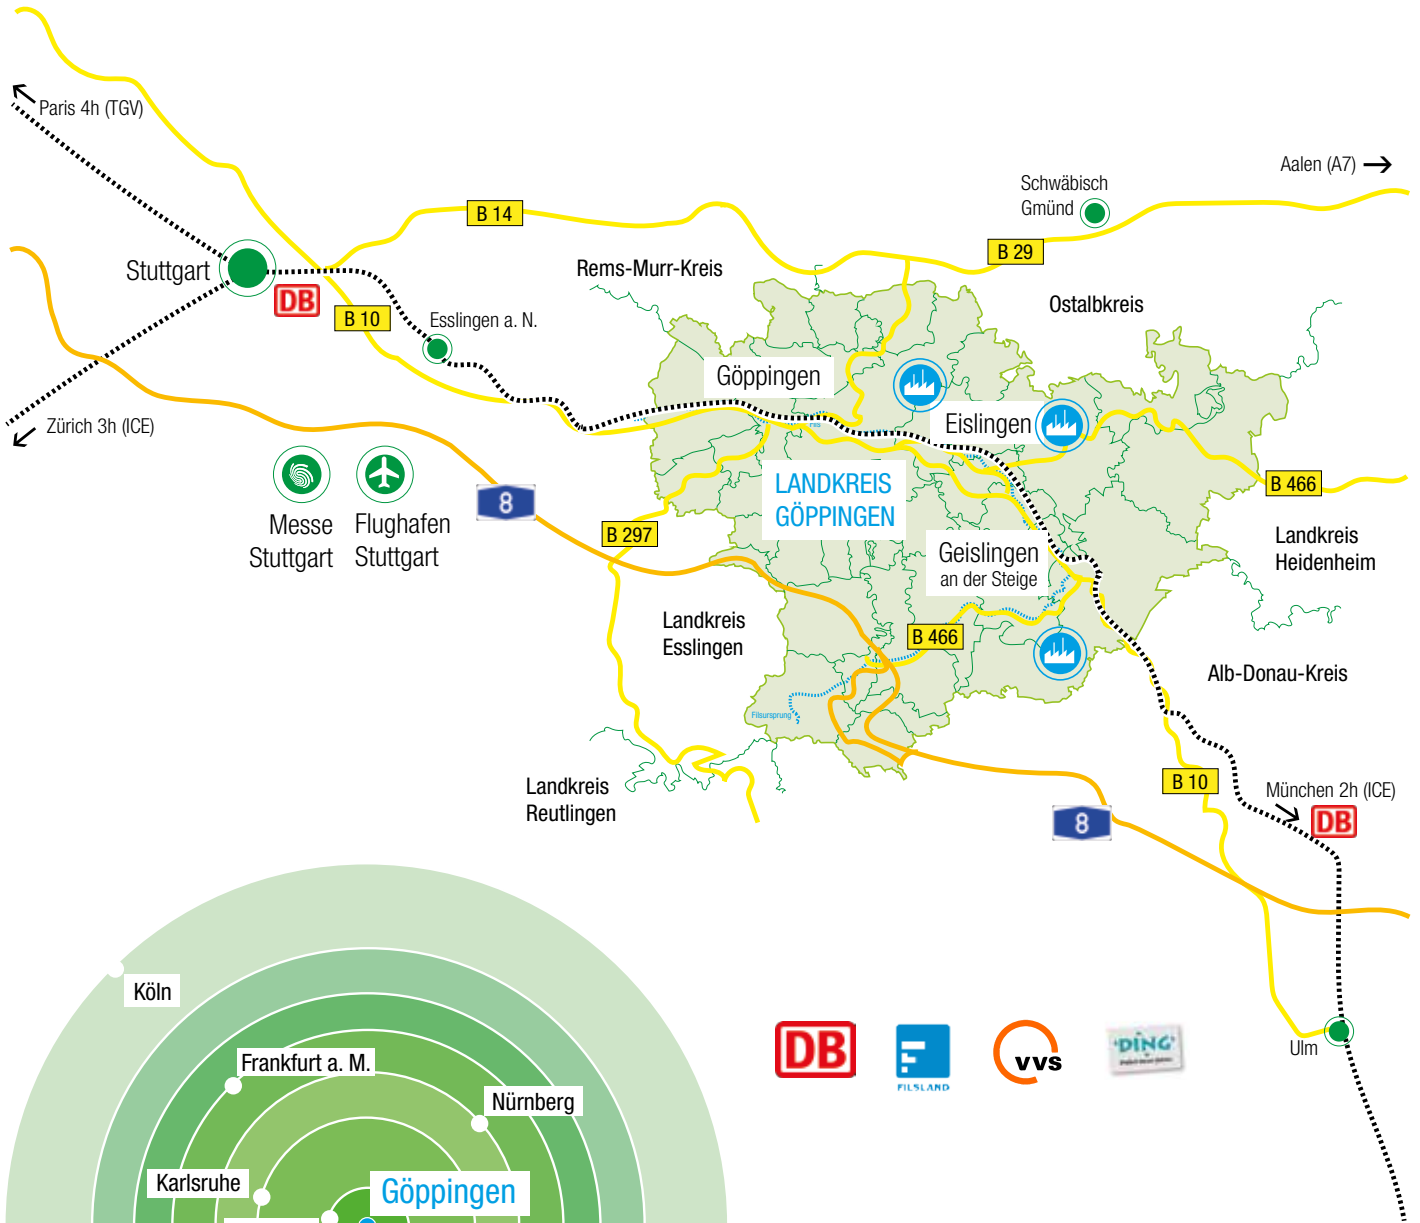 Paris 4h (TGV)
Aalen (A7)
Schwäbisch
Gmünd
B 14
B 29
Stuttgart
DB
Rems-Murr-Kreis
Ostalbkreis
B 10
Esslingen a. N.
Göppingen
Eislingen
Fils
Zürich 3h (ICE)
LANDKREIS
GÖPPINGEN
B 466
8
Messe
Stuttgart
Flughafen
Stuttgart
B 297
Geislingen
an der Steige
Landkreis
Heidenheim
Landkreis
Esslingen
B 466
Alb-Donau-Kreis
Filsursprung
Landkreis
Reutlingen
B 10
München 2h (ICE)
DB
8
Köln
Frankfurt a. M.
Nürnberg
Karlsruhe
Göppingen
DB
FILSLAND
vvs
DING
Ulm